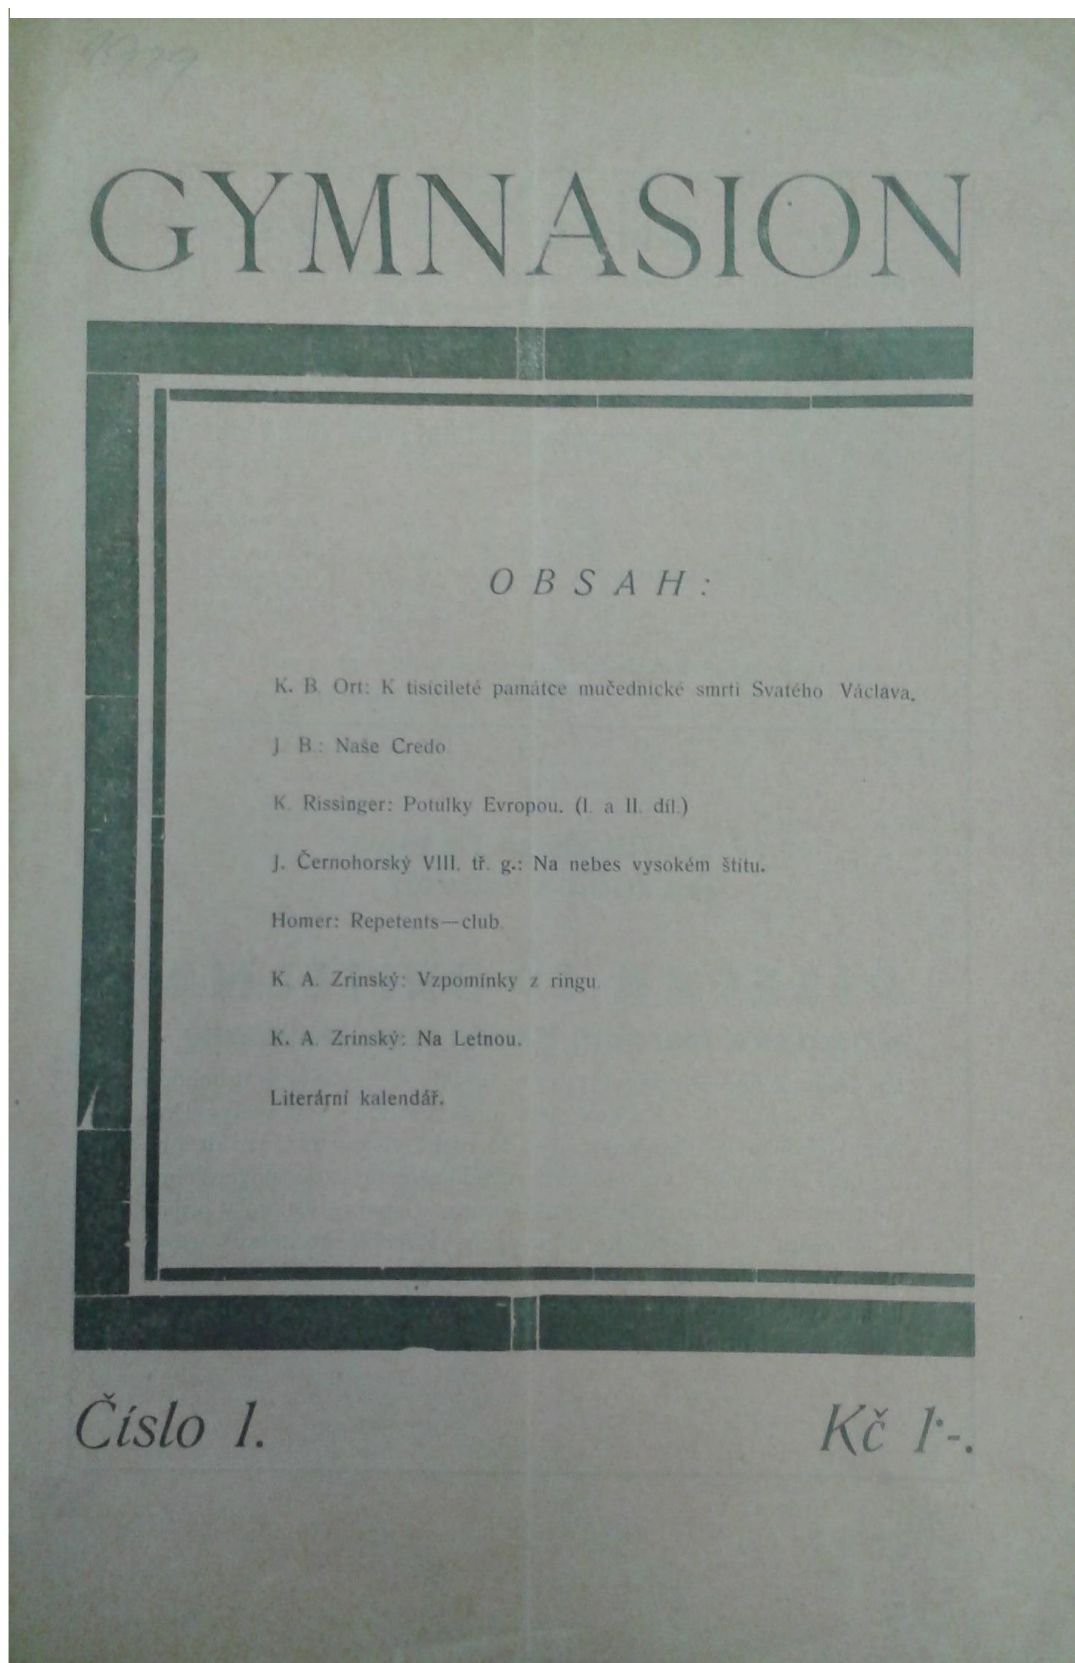 1929
GYMNASION
OBSAH:
K. B. Ort: K tisícileté památce mučednické smrti Svatého Václava.
J. B.: Naše Credo
K. Rissinger: Potulky Evropou. (I. a II. díl.)
J. Černohorský VIII. tř. g.: Na nebes vysokém štítu.
Homer: Repetents—club.
K. A. Zrinský: Vzpomínky z ringu.
K. A. Zrinský: Na Letnou.
Literární kalendář.
Číslo 1.
Kč 1·-.